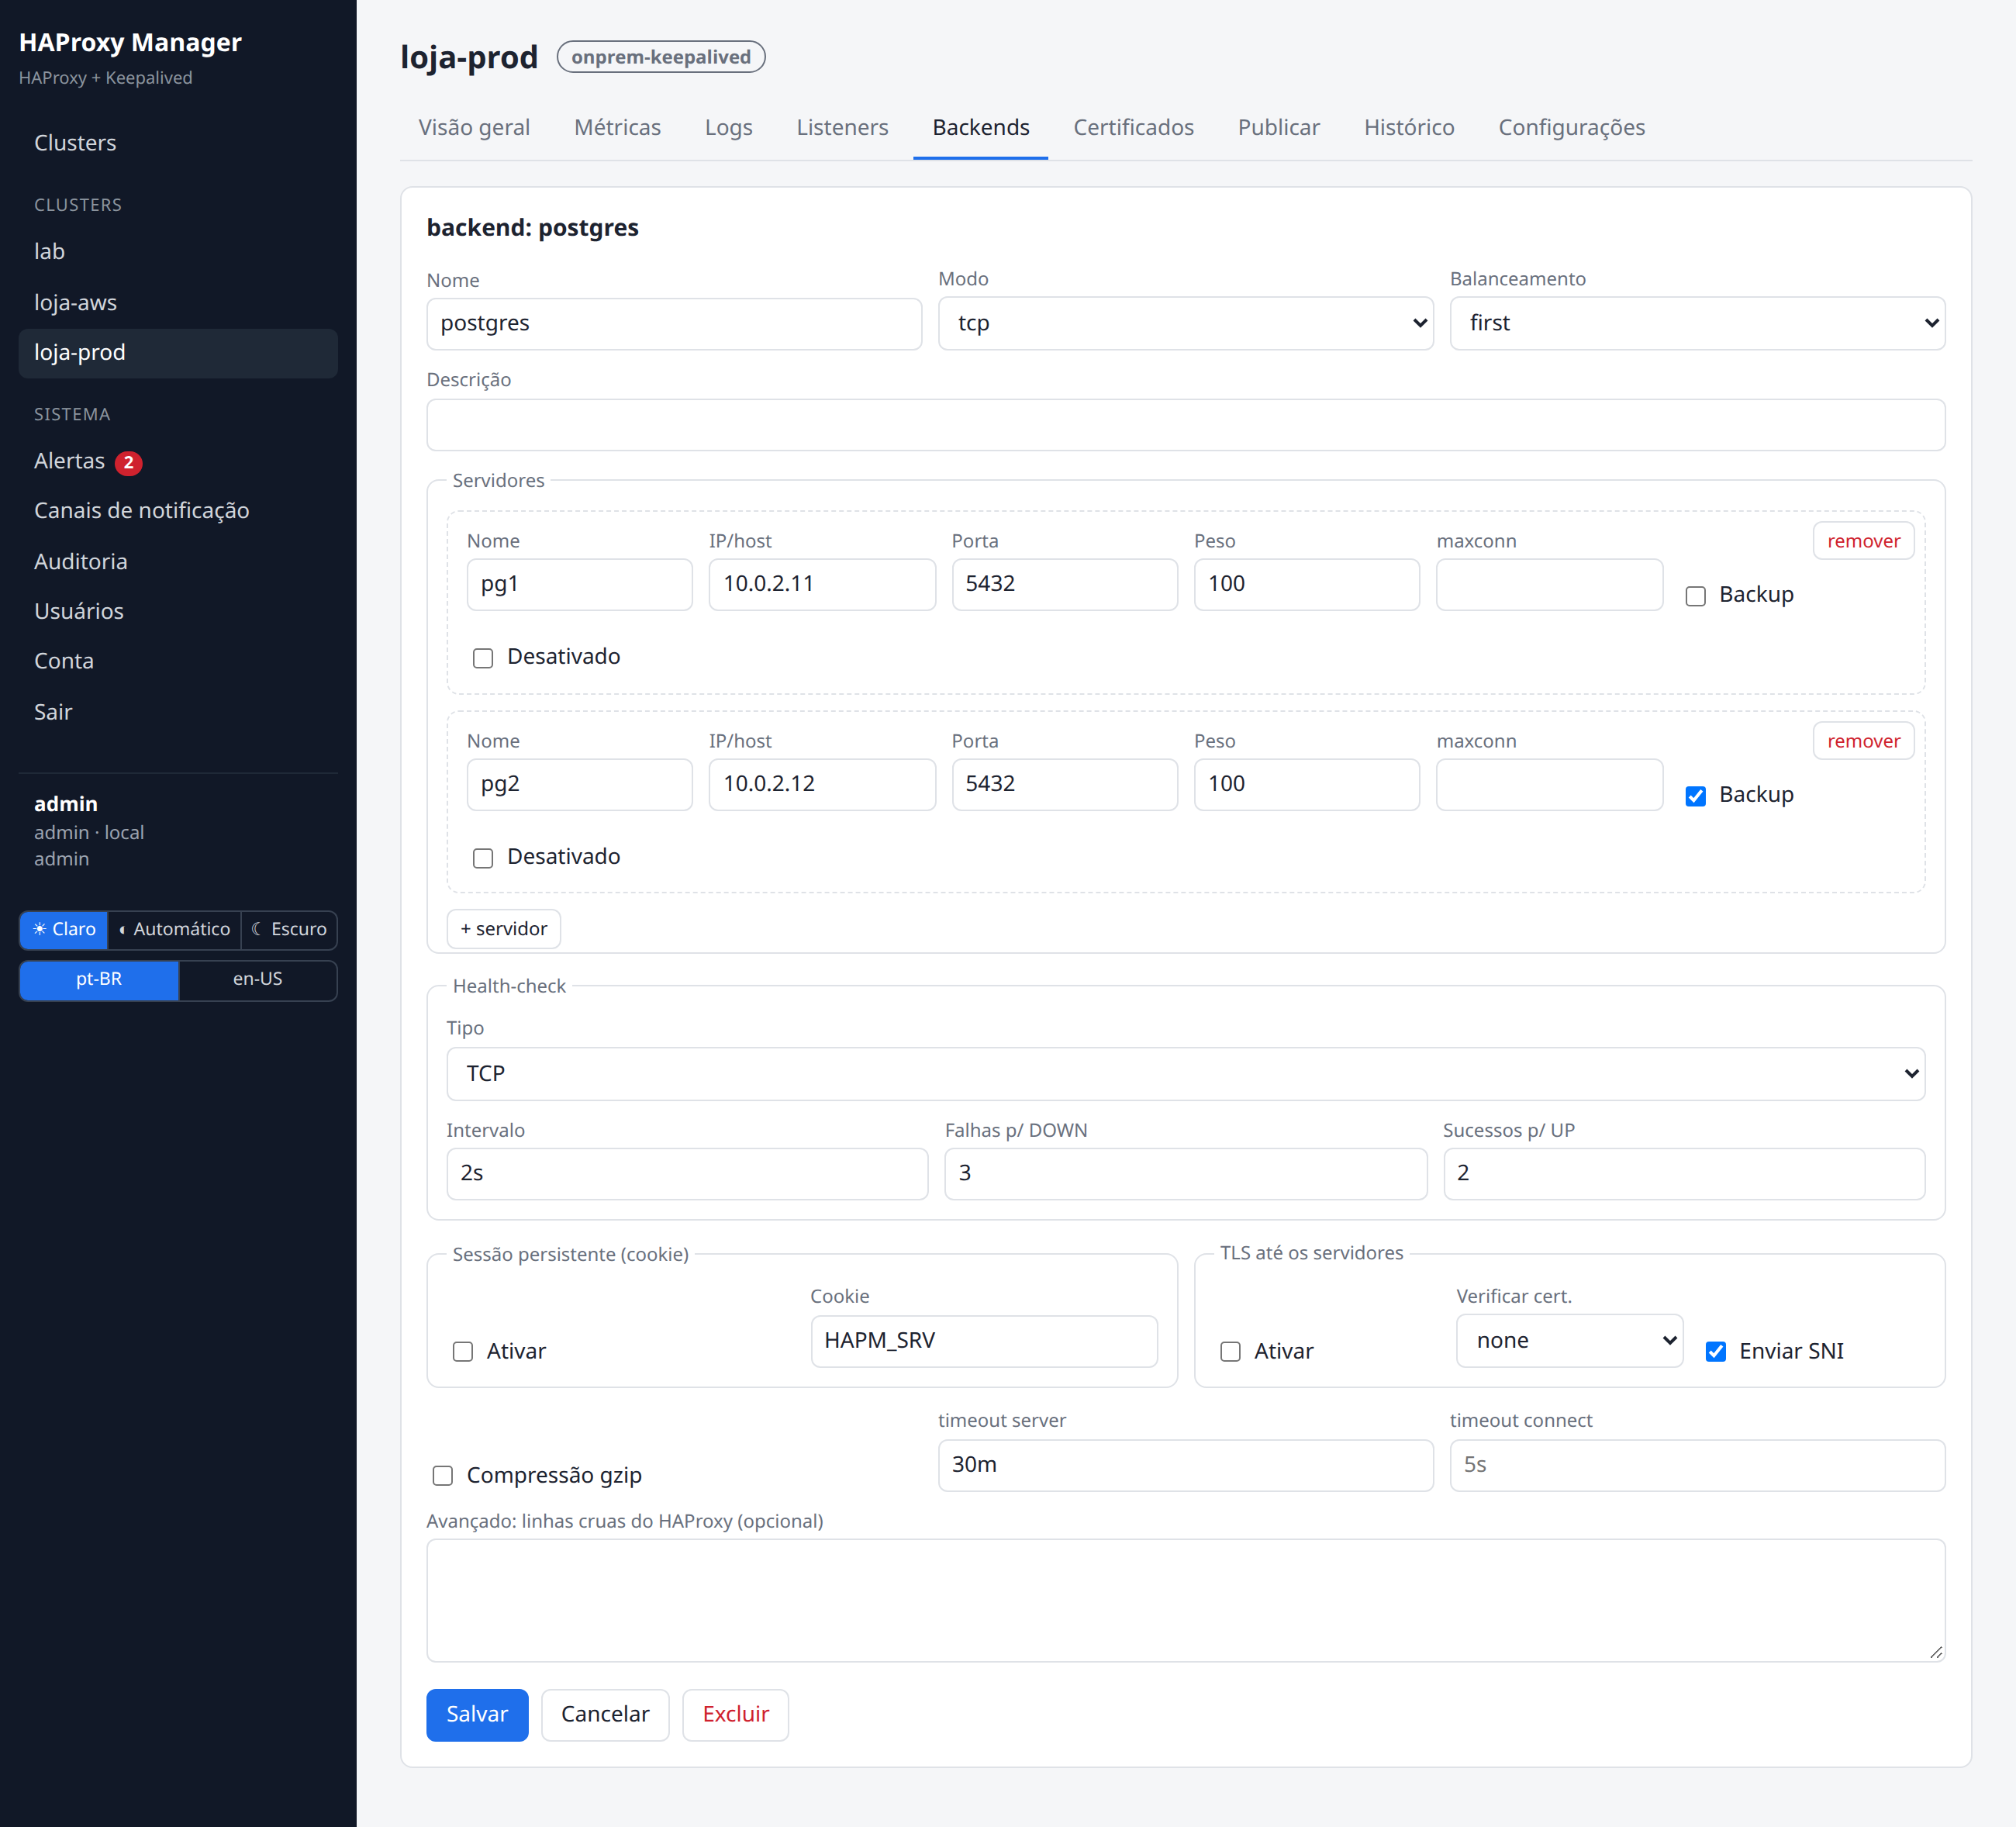 HAProxy Manager
HAProxy + Keepalived
Clusters
CLUSTERS
lab
loja-aws
loja-prod
SISTEMA
Alertas 2
Canais de notificação
Auditoria
Usuários
Conta
Sair
admin
admin · local
admin
☀ Claro Automático ☾ Escuro
pt-BR en-US
loja-prod onprem-keepalived
Visão geral Métricas Logs Listeners Backends Certificados Publicar Histórico Configurações
backend: postgres
Nome Modo Balanceamento
postgres tcp first
Descrição
Servidores
Nome IP/host Porta Peso maxconn remover
pg1 10.0.2.11 5432 100 Backup
Desativado
Nome IP/host Porta Peso maxconn remover
pg2 10.0.2.12 5432 100 Backup
Desativado
+ servidor
Health-check
Tipo
TCP
Intervalo Falhas p/ DOWN Sucessos p/ UP
2s 3 2
Sessão persistente (cookie) TLS até os servidores
Cookie Verificar cert.
Ativar HAPM_SRV Ativar none Enviar SNI
timeout server timeout connect
Compressão gzip 30m 5s
Avançado: linhas cruas do HAProxy (opcional)
Salvar Cancelar Excluir